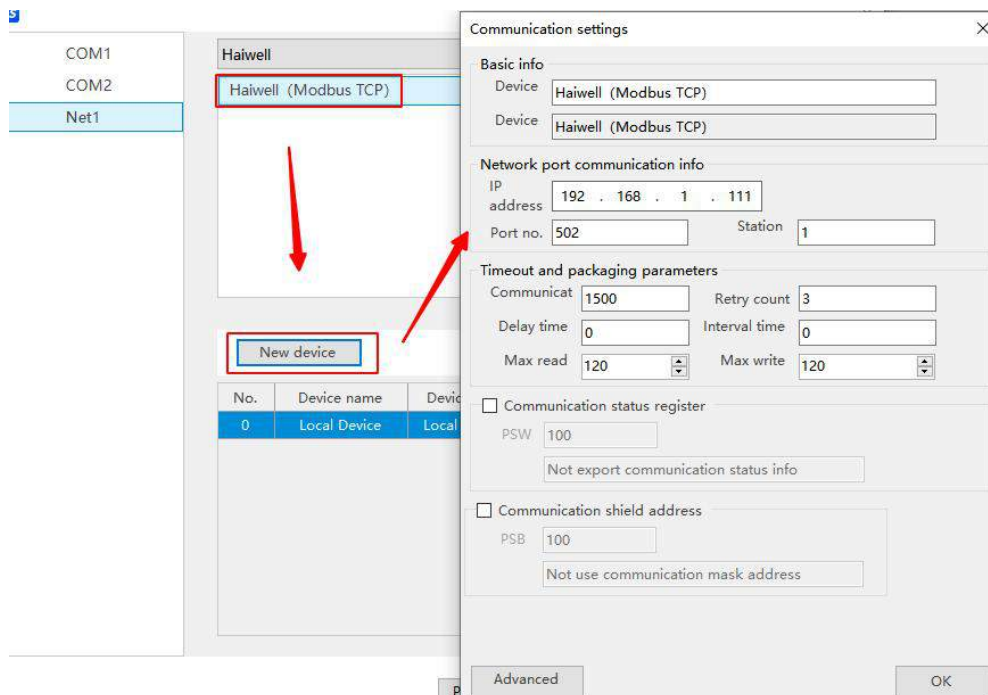 S
COM1
COM2
Net1
Haiwell
Haiwell (Modbus TCP)
New device
No. Device name
0 Local Device Local
Communication settings
Basic info
Device Haiwell (Modbus TCP)
Device Haiwell (Modbus TCP)
Network port communication info
IP
address 192 . 168 . 1 . 111
Port no. 502 Station 1
Timeout and packaging parameters
Communicat 1500 Retry count 3
Delay time 0 Interval time 0
Max read 120 Max write 120
Communication status register
PSW 100
Not export communication status info
Communication shield address
PSB 100
Not use communication mask address
Advanced OK